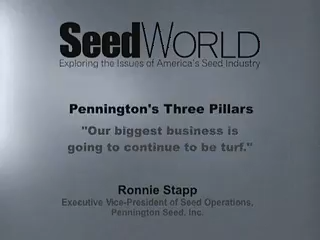 SeedWORLD
Exploring the Issues of America's Seed Industry
Pennington's Three Pillars
"Our biggest business is
going to continue to be turf."
Ronnie Stapp
Executive Vice-President of Seed Operations,
Pennington Seed, Inc.